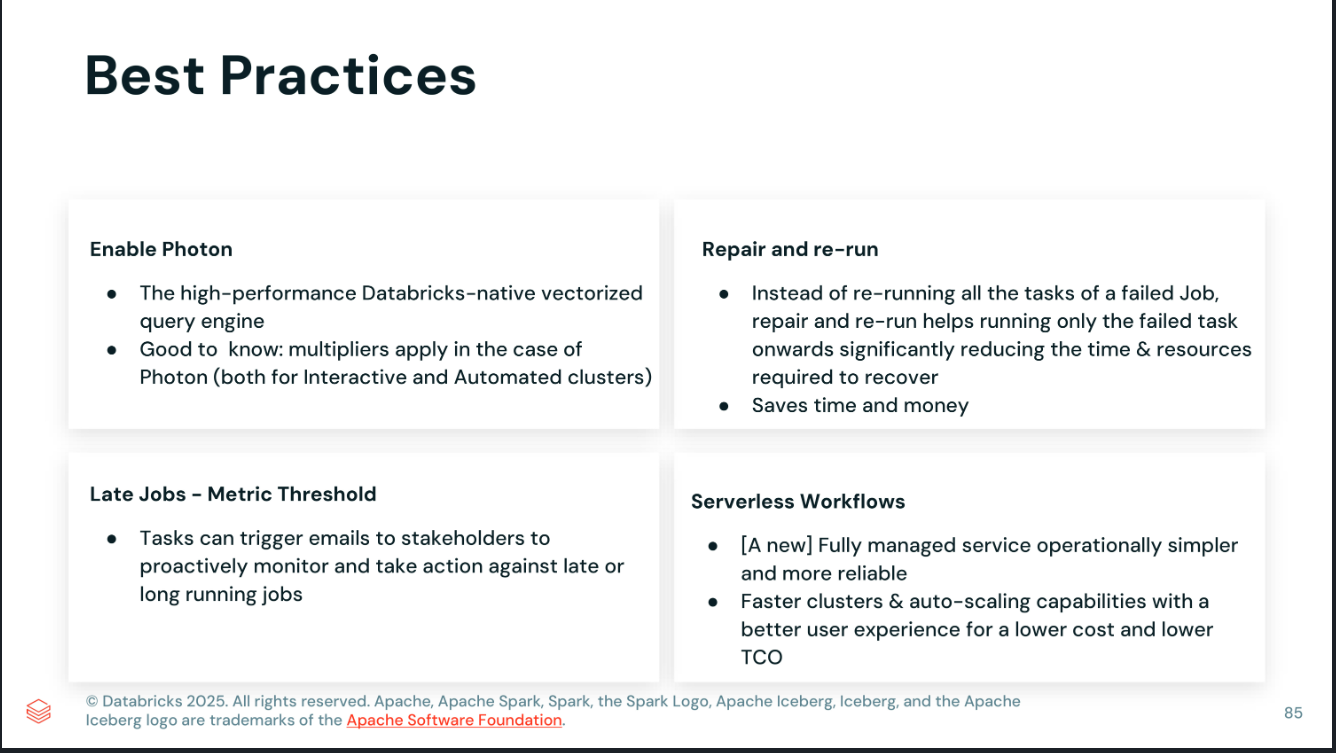 Best Practices
Enable Photon
● The high-performance Databricks-native vectorized
query engine
● Good to  know: multipliers apply in the case of
Photon (both for Interactive and Automated clusters)
Repair and re-run
● Instead of re-running all the tasks of a failed Job,
repair and re-run helps running only the failed task
onwards significantly reducing the time & resources
required to recover
● Saves time and money
Late Jobs - Metric Threshold
● Tasks can trigger emails to stakeholders to
proactively monitor and take action against late or
long running jobs
Serverless Workflows
● [A new] Fully managed service operationally simpler
and more reliable
● Faster clusters & auto-scaling capabilities with a
better user experience for a lower cost and lower
TCO
© Databricks 2025. All rights reserved. Apache, Apache Spark, Spark, the Spark Logo, Apache Iceberg, Iceberg, and the Apache
Iceberg logo are trademarks of the Apache Software Foundation.
85